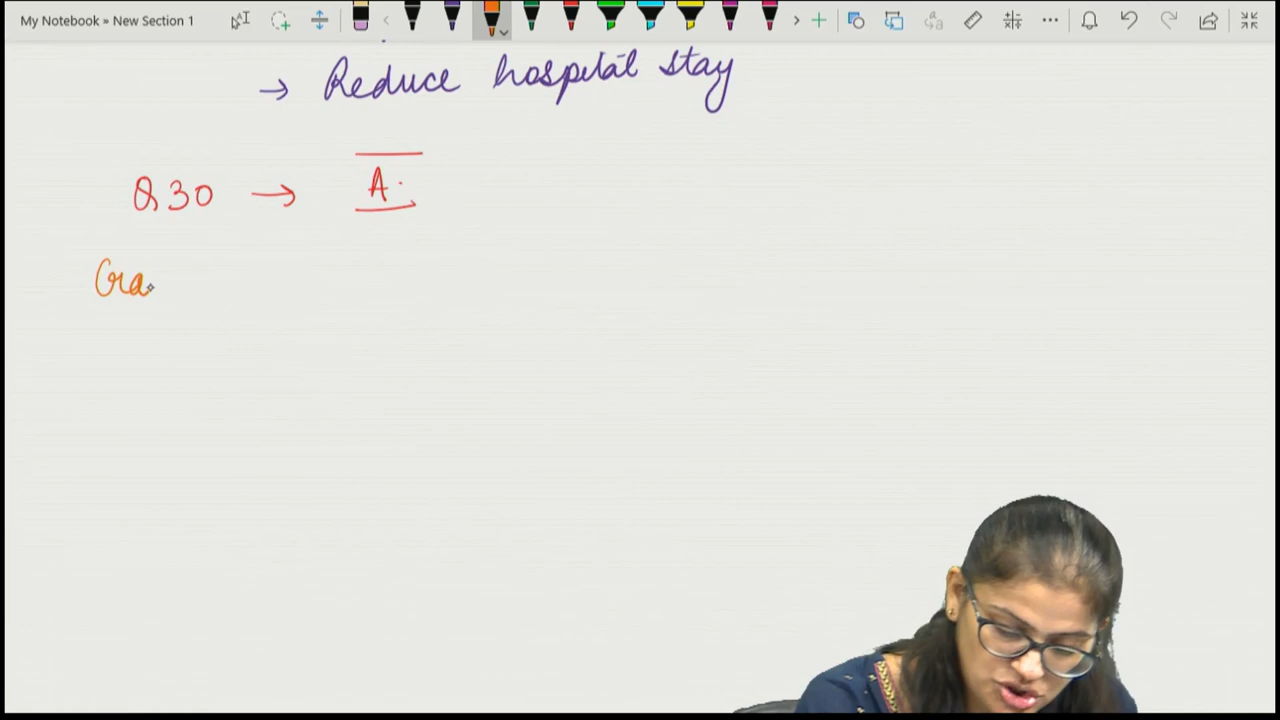 My Notebook » New Section 1
→ Reduce hospital stay
Q30 → A.
Gra